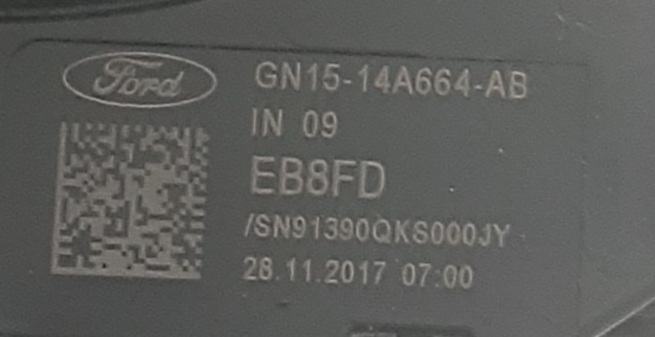 Ford
GN15-14A664-AB
IN 09
EB8FD
/SN91390QKS000JY
28.11.2017 07:00